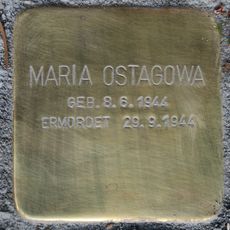 MARIA OSTAGOWA
GEB. 8.6.1944
ERMORDET 29.9.1944